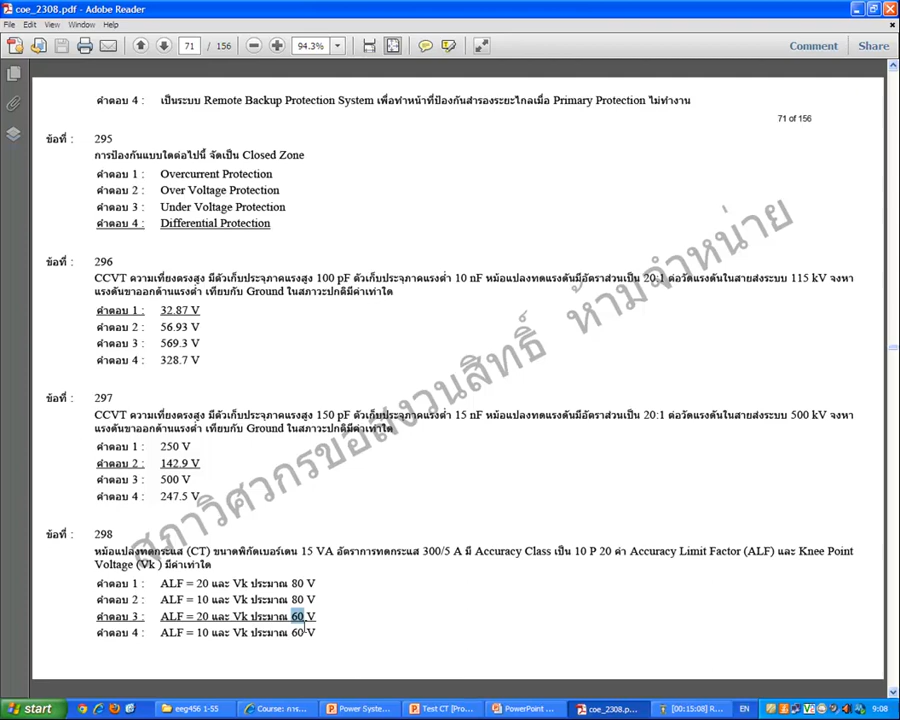 coe_2308.pdf - Adobe Reader
File Edit View Window Help
71 / 156 94.3% Comment Share
คำตอบ 4 : เป็นระบบ Remote Backup Protection System เพื่อทำหน้าที่ป้องกันสำรองระยะไกลเมื่อ Primary Protection ไม่ทำงาน
71 of 156
ข้อที่ : 295
การป้องกันแบบใดต่อไปนี้ จัดเป็น Closed Zone
คำตอบ 1 : Overcurrent Protection
คำตอบ 2 : Over Voltage Protection
คำตอบ 3 : Under Voltage Protection
คำตอบ 4 : Differential Protection
ข้อที่ : 296
CCVT ความเที่ยงตรงสูง มีตัวเก็บประจุภาคแรงสูง 100 pF ตัวเก็บประจุภาคแรงต่ำ 10 nF หม้อแปลงทดแรงดันมีอัตราส่วนเป็น 20:1 ต่อวัดแรงดันในสายส่งระบบ 115 kV จงหา
แรงดันขาออกด้านแรงต่ำ เทียบกับ Ground ในสภาวะปกติมีค่าเท่าใด
คำตอบ 1 : 32.87 V
คำตอบ 2 : 56.93 V
คำตอบ 3 : 569.3 V
คำตอบ 4 : 328.7 V
ข้อที่ : 297
CCVT ความเที่ยงตรงสูง มีตัวเก็บประจุภาคแรงสูง 150 pF ตัวเก็บประจุภาคแรงต่ำ 15 nF หม้อแปลงทดแรงดันมีอัตราส่วนเป็น 20:1 ต่อวัดแรงดันในสายส่งระบบ 500 kV จงหา
แรงดันขาออกด้านแรงต่ำ เทียบกับ Ground ในสภาวะปกติมีค่าเท่าใด
คำตอบ 1 : 250 V
คำตอบ 2 : 142.9 V
คำตอบ 3 : 500 V
คำตอบ 4 : 247.5 V
ข้อที่ : 298
หม้อแปลงทดกระแส (CT) ขนาดพิกัดเบอร์เดน 15 VA อัตราการทดกระแส 300/5 A มี Accuracy Class เป็น 10 P 20 ค่า Accuracy Limit Factor (ALF) และ Knee Point
Voltage (Vk ) มีค่าเท่าใด
คำตอบ 1 : ALF = 20 และ Vk ประมาณ 80 V
คำตอบ 2 : ALF = 10 และ Vk ประมาณ 80 V
คำตอบ 3 : ALF = 20 และ Vk ประมาณ 60 V
คำตอบ 4 : ALF = 10 และ Vk ประมาณ 60 V
สภาวิศวกรขอสงวนสิทธิ์ ห้ามจำหน่าย
start eeg456 1-55 Course: การ... Power Syste... Test CT [Pro... PowerPoint ... coe_2308.p... [00:15:08] R... EN 9:08